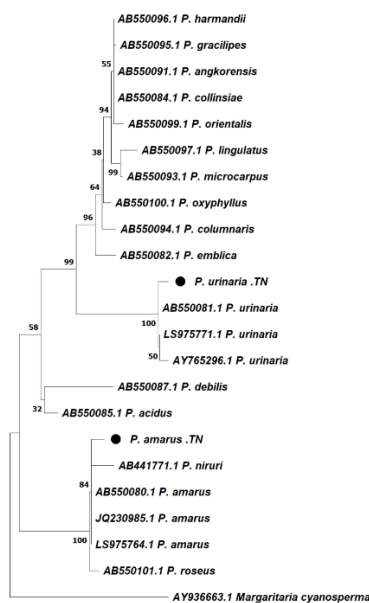 AB550096.1 P. harmandii
AB550095.1 P. gracilipes
55
AB550091.1 P. angkorensis
AB550084.1 P. collinsiae
94
AB550099.1 P. orientalis
AB550097.1 P. lingulatus
38
99
AB550093.1 P. microcarpus
64
AB550100.1 P. oxyphyllus
96
AB550094.1 P. columnaris
AB550082.1 P. emblica
99
P. urinaria .TN
AB550081.1 P. urinaria
100
58
LS975771.1 P. urinaria
50
AY765296.1 P. urinaria
AB550087.1 P. debilis
32
AB550085.1 P. acidus
P. amarus .TN
AB441771.1 P. niruri
84
AB550080.1 P. amarus
JQ230985.1 P. amarus
100
LS975764.1 P. amarus
AB550101.1 P. roseus
AY936663.1 Margaritaria cyanosperma